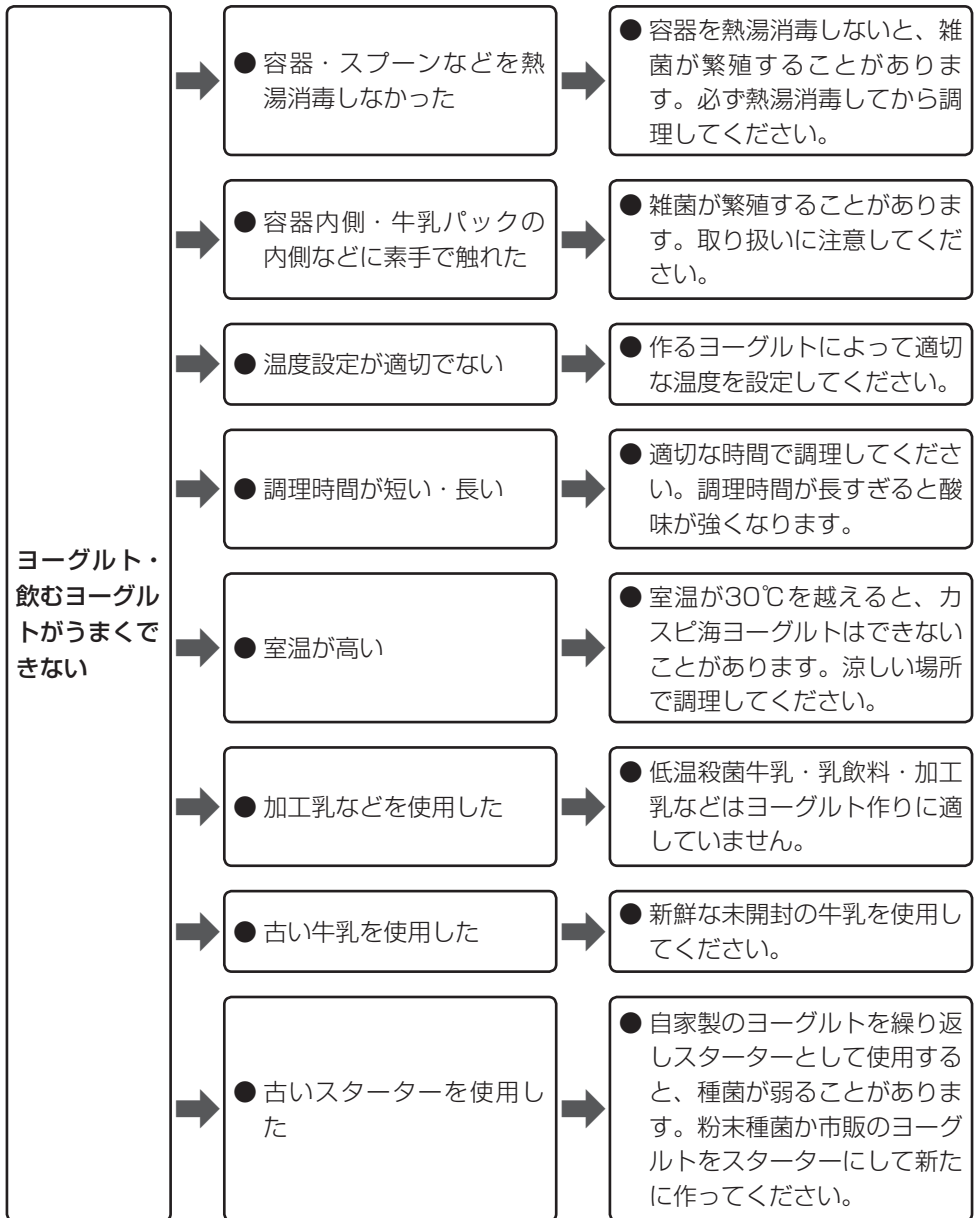 ヨーグルト・
飲むヨーグル
トがうまくで
きない
● 容器・スプーンなどを熱
湯消毒しなかった
● 容器を熱湯消毒しないと、雑
菌が繁殖することがありま
す。必ず熱湯消毒してから調
理してください。
● 容器内側・牛乳パックの
内側などに素手で触れた
● 雑菌が繁殖することがありま
す。取り扱いに注意してくだ
さい。
● 温度設定が適切でない
● 作るヨーグルトによって適切
な温度を設定してください。
● 調理時間が短い・長い
● 適切な時間で調理してくださ
い。調理時間が長すぎると酸
味が強くなります。
● 室温が高い
● 室温が30℃を越えると、カ
スピ海ヨーグルトはできない
ことがあります。涼しい場所
で調理してください。
● 加工乳などを使用した
● 低温殺菌牛乳・乳飲料・加工
乳などはヨーグルト作りに適
していません。
● 古い牛乳を使用した
● 新鮮な未開封の牛乳を使用し
てください。
● 古いスターターを使用し
た
● 自家製のヨーグルトを繰り返
しスターターとして使用する
と、種菌が弱ることがありま
す。粉末種菌か市販のヨーグ
ルトをスターターにして新た
に作ってください。